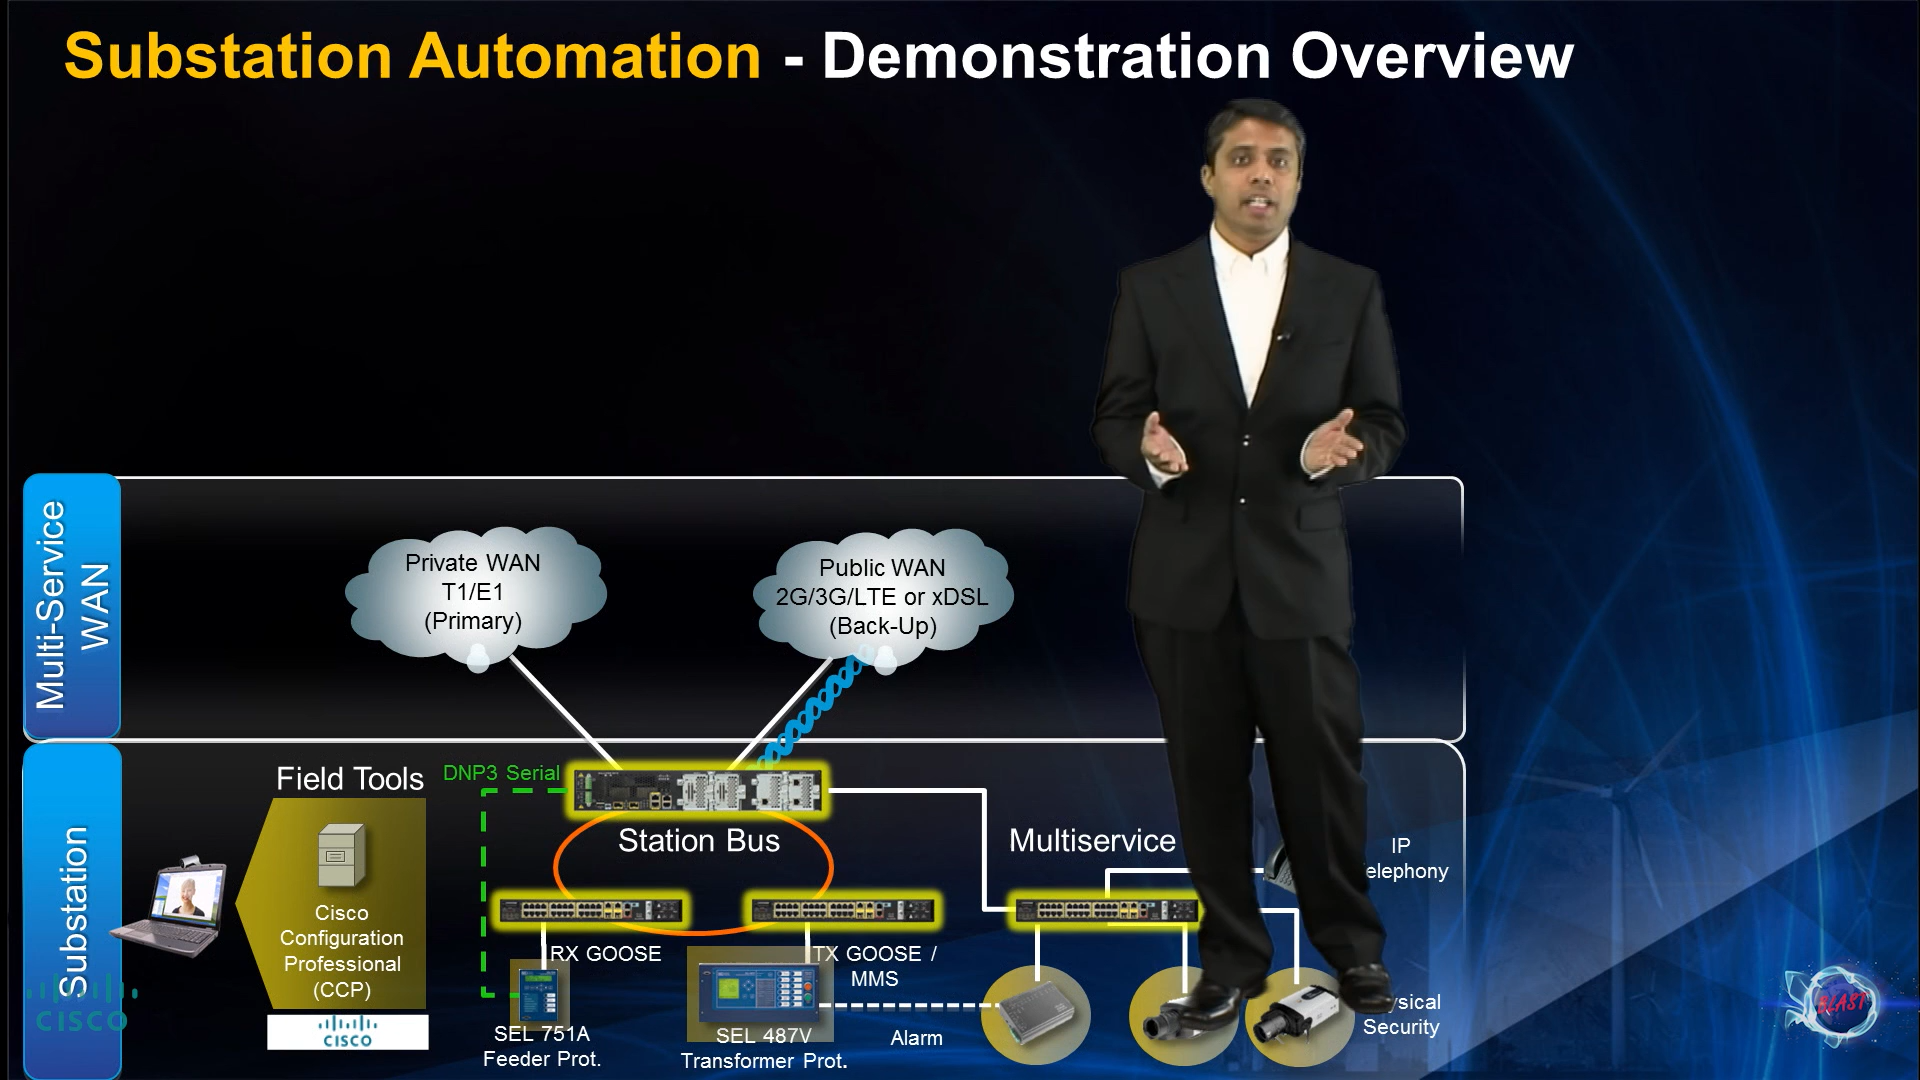 Substation Automation - Demonstration Overview
Multi-Service
WAN
Private WAN
T1/E1
(Primary)
Public WAN
2G/3G/LTE or xDSL
(Back-Up)
Substation
Field Tools
DNP3 Serial
Station Bus
Multiservice
IP
elephony
Cisco
Configuration
Professional
(CCP)
CISCO
RX GOOSE
TX GOOSE /
MMS
SEL 751A
Feeder Prot.
SEL 487V
Transformer Prot.
Alarm
ysical
Security
CISCO
BLAST